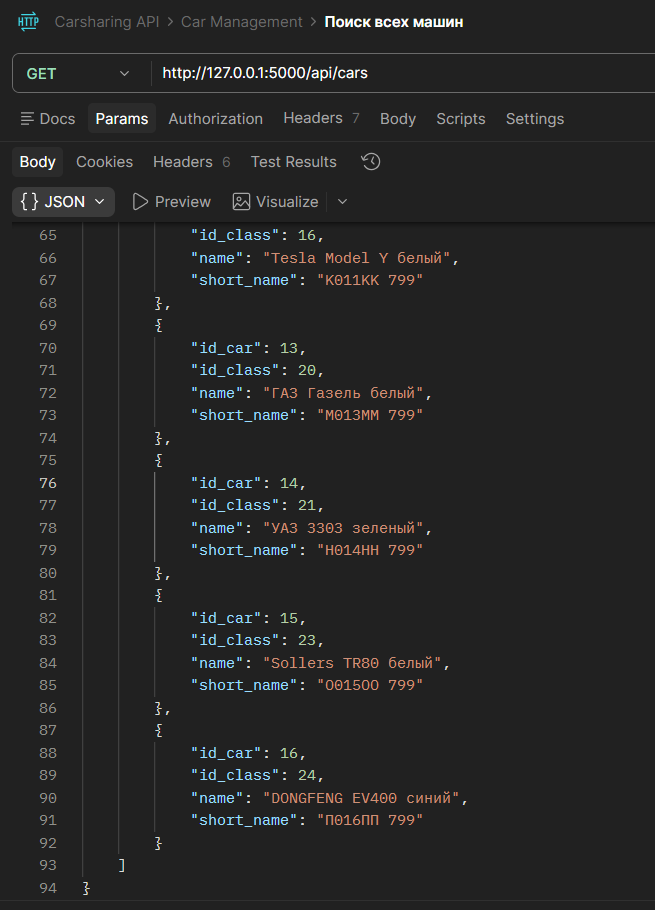 HTTP Carsharing API > Car Management > Поиск всех машин
GET http://127.0.0.1:5000/api/cars
Docs Params Authorization Headers 7 Body Scripts Settings
Body Cookies Headers 6 Test Results
{} JSON Preview Visualize
65 "id_class": 16,
66 "name": "Tesla Model Y белый",
67 "short_name": "К011КК 799"
68 },
69 {
70 "id_car": 13,
71 "id_class": 20,
72 "name": "ГАЗ Газель белый",
73 "short_name": "М013ММ 799"
74 },
75 {
76 "id_car": 14,
77 "id_class": 21,
78 "name": "УАЗ 3303 зеленый",
79 "short_name": "Н014НН 799"
80 },
81 {
82 "id_car": 15,
83 "id_class": 23,
84 "name": "Sollers TR80 белый",
85 "short_name": "О015ОО 799"
86 },
87 {
88 "id_car": 16,
89 "id_class": 24,
90 "name": "DONGFENG EV400 синий",
91 "short_name": "П016ПП 799"
92 }
93 ]
94 }